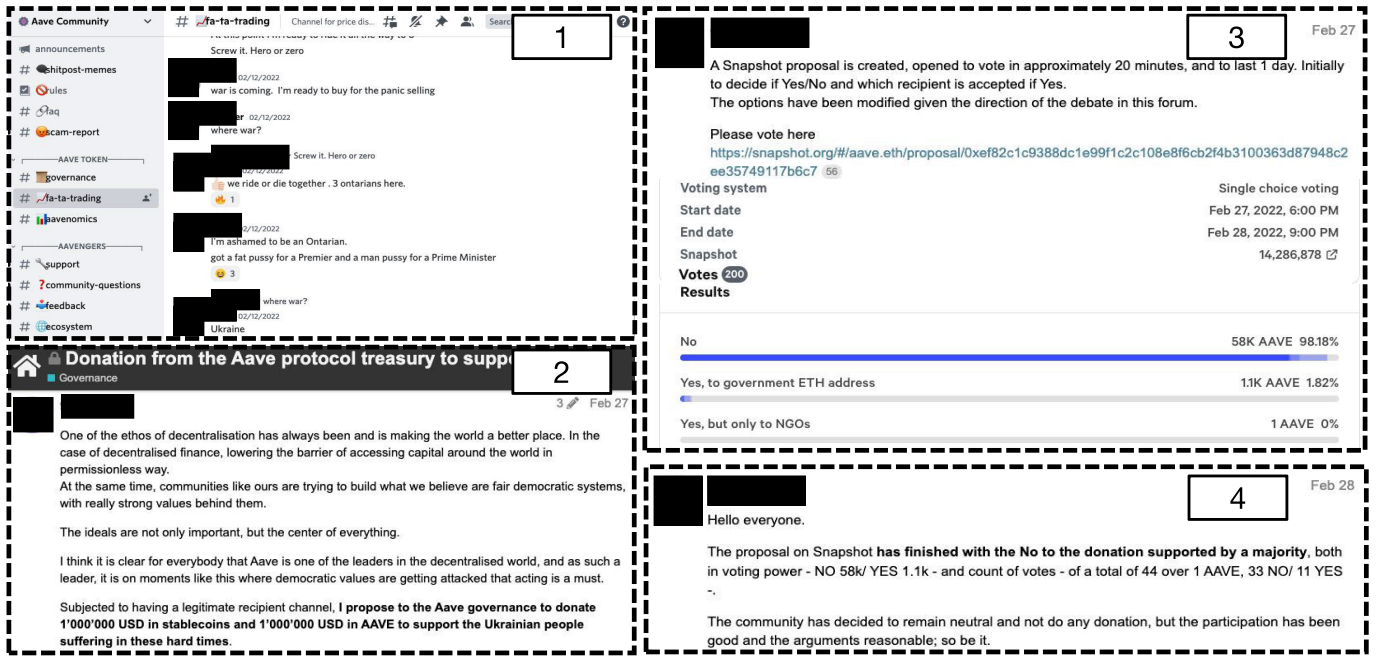 Aave Community
announcements
# shitpost-memes
rules
# faq
# scam-report
AAVE TOKEN
# governance
# fa-ta-trading
# aavenomics
AAVENGERS
# support
# ?community-questions
# feedback
# ecosystem
# fa-ta-trading
Channel for price dis...
Searc
?
1
Screw it. Hero or zero
02/12/2022
war is coming. I'm ready to buy for the panic selling
er 02/12/2022
where war?
Screw it. Hero or zero
02/12/2022
we ride or die together . 3 ontarians here.
1
2/12/2022
I'm ashamed to be an Ontarian.
got a fat pussy for a Premier and a man pussy for a Prime Minister
3
where war?
02/12/2022
Ukraine
Donation from the Aave protocol treasury to supp
Governance
2
3 Feb 27
One of the ethos of decentralisation has always been and is making the world a better place. In the
case of decentralised finance, lowering the barrier of accessing capital around the world in
permissionless way.
At the same time, communities like ours are trying to build what we believe are fair democratic systems,
with really strong values behind them.
The ideals are not only important, but the center of everything.
I think it is clear for everybody that Aave is one of the leaders in the decentralised world, and as such a
leader, it is on moments like this where democratic values are getting attacked that acting is a must.
Subjected to having a legitimate recipient channel, I propose to the Aave governance to donate
1'000'000 USD in stablecoins and 1'000'000 USD in AAVE to support the Ukrainian people
suffering in these hard times.
3
Feb 27
A Snapshot proposal is created, opened to vote in approximately 20 minutes, and to last 1 day. Initially
to decide if Yes/No and which recipient is accepted if Yes.
The options have been modified given the direction of the debate in this forum.
Please vote here
https://snapshot.org/#/aave.eth/proposal/0xef82c1c9388dc1e99f1c2c108e8f6cb2f4b3100363d87948c2
ee35749117b6c7 56
Voting system Single choice voting
Start date Feb 27, 2022, 6:00 PM
End date Feb 28, 2022, 9:00 PM
Snapshot 14,286,878
Votes 200
Results
No 58K AAVE 98.18%
Yes, to government ETH address 1.1K AAVE 1.82%
Yes, but only to NGOs 1 AAVE 0%
4
Feb 28
Hello everyone.
The proposal on Snapshot has finished with the No to the donation supported by a majority, both
in voting power - NO 58k/ YES 1.1k - and count of votes - of a total of 44 over 1 AAVE, 33 NO/ 11 YES
-.
The community has decided to remain neutral and not do any donation, but the participation has been
good and the arguments reasonable; so be it.